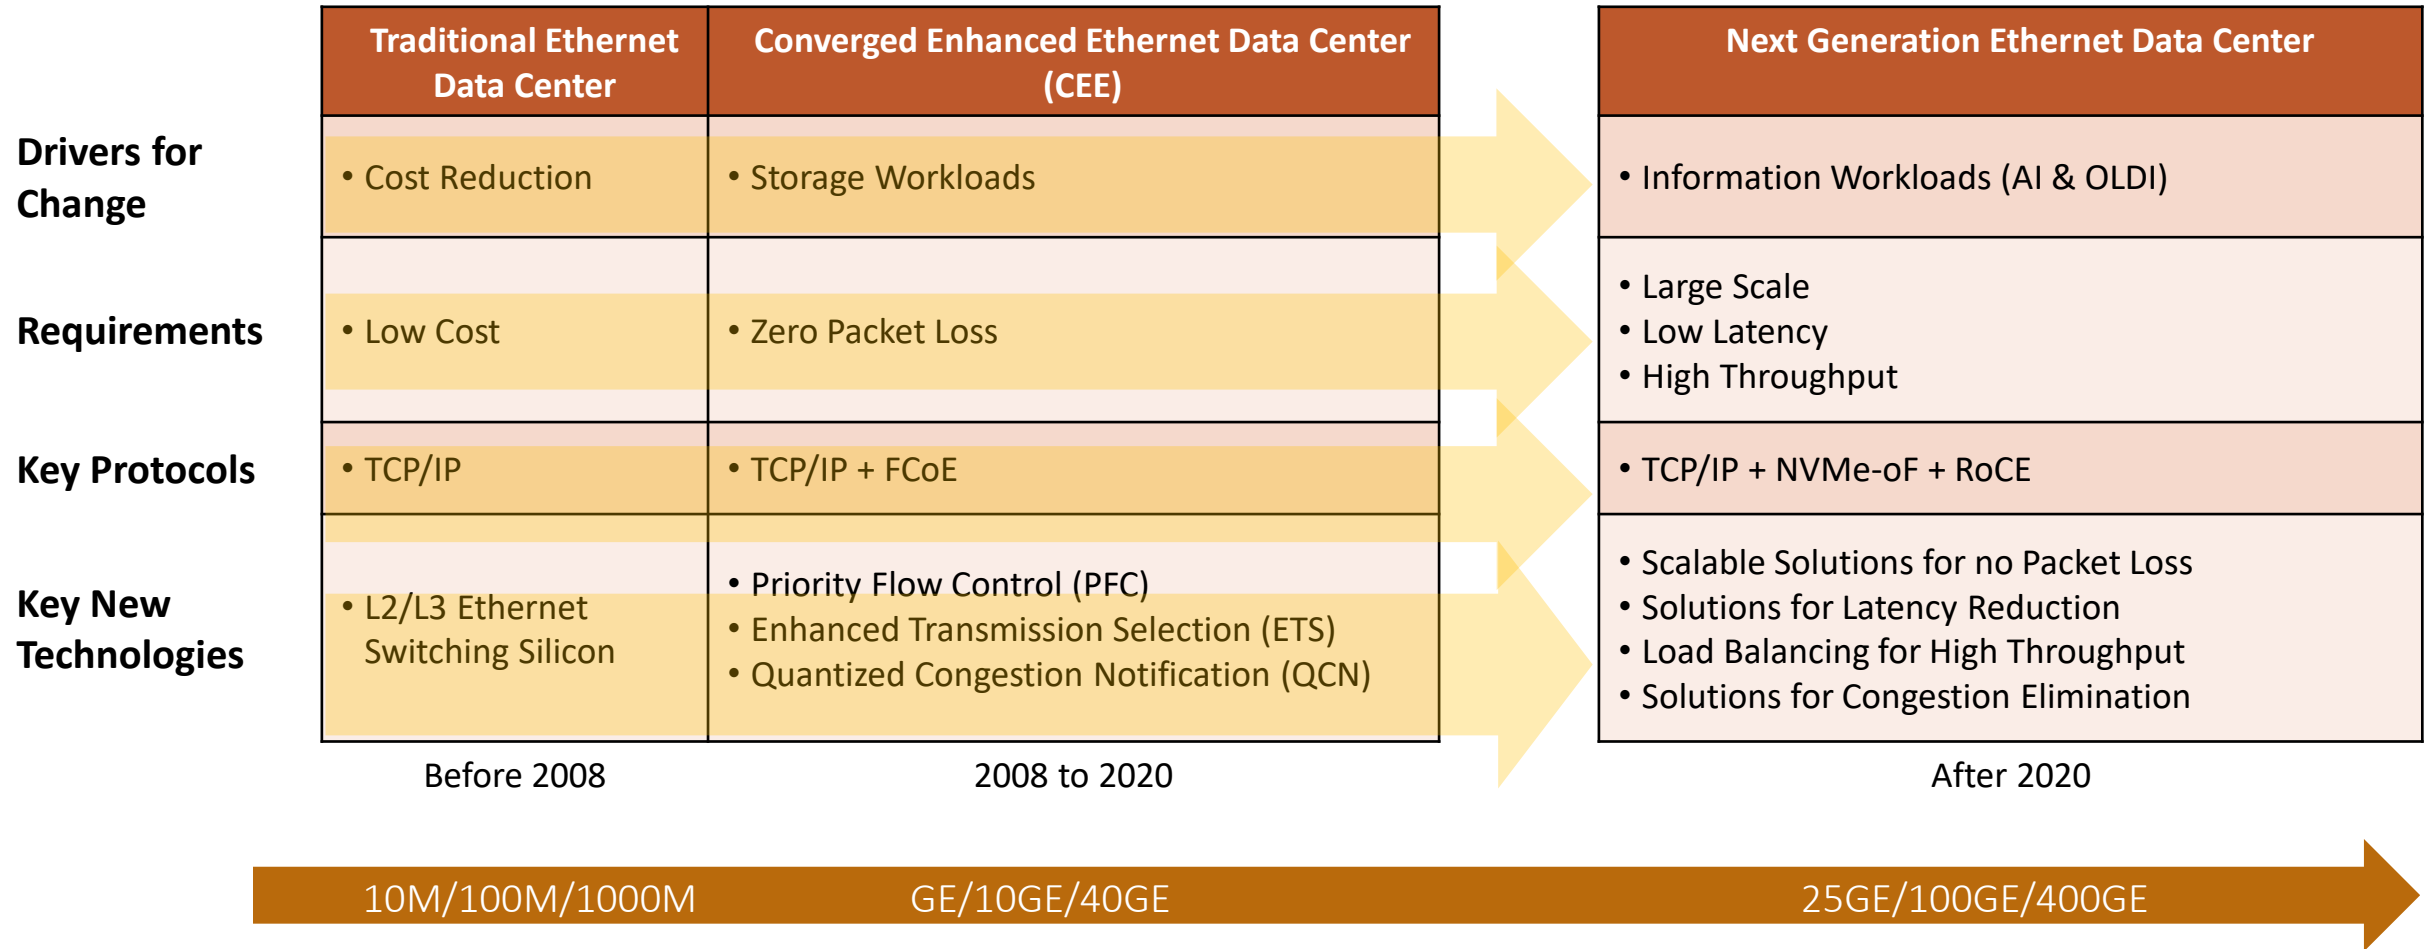 Traditional Ethernet
Data Center
Converged Enhanced Ethernet Data Center
(CEE)
Next Generation Ethernet Data Center
Drivers for
Change
• Cost Reduction
• Storage Workloads
• Information Workloads (AI & OLDI)
Requirements
• Low Cost
• Zero Packet Loss
• Large Scale
• Low Latency
• High Throughput
Key Protocols
• TCP/IP
• TCP/IP + FCoE
• TCP/IP + NVMe-oF + RoCE
Key New
Technologies
• L2/L3 Ethernet
Switching Silicon
• Priority Flow Control (PFC)
• Enhanced Transmission Selection (ETS)
• Quantized Congestion Notification (QCN)
• Scalable Solutions for no Packet Loss
• Solutions for Latency Reduction
• Load Balancing for High Throughput
• Solutions for Congestion Elimination
Before 2008
2008 to 2020
After 2020
10M/100M/1000M
GE/10GE/40GE
25GE/100GE/400GE